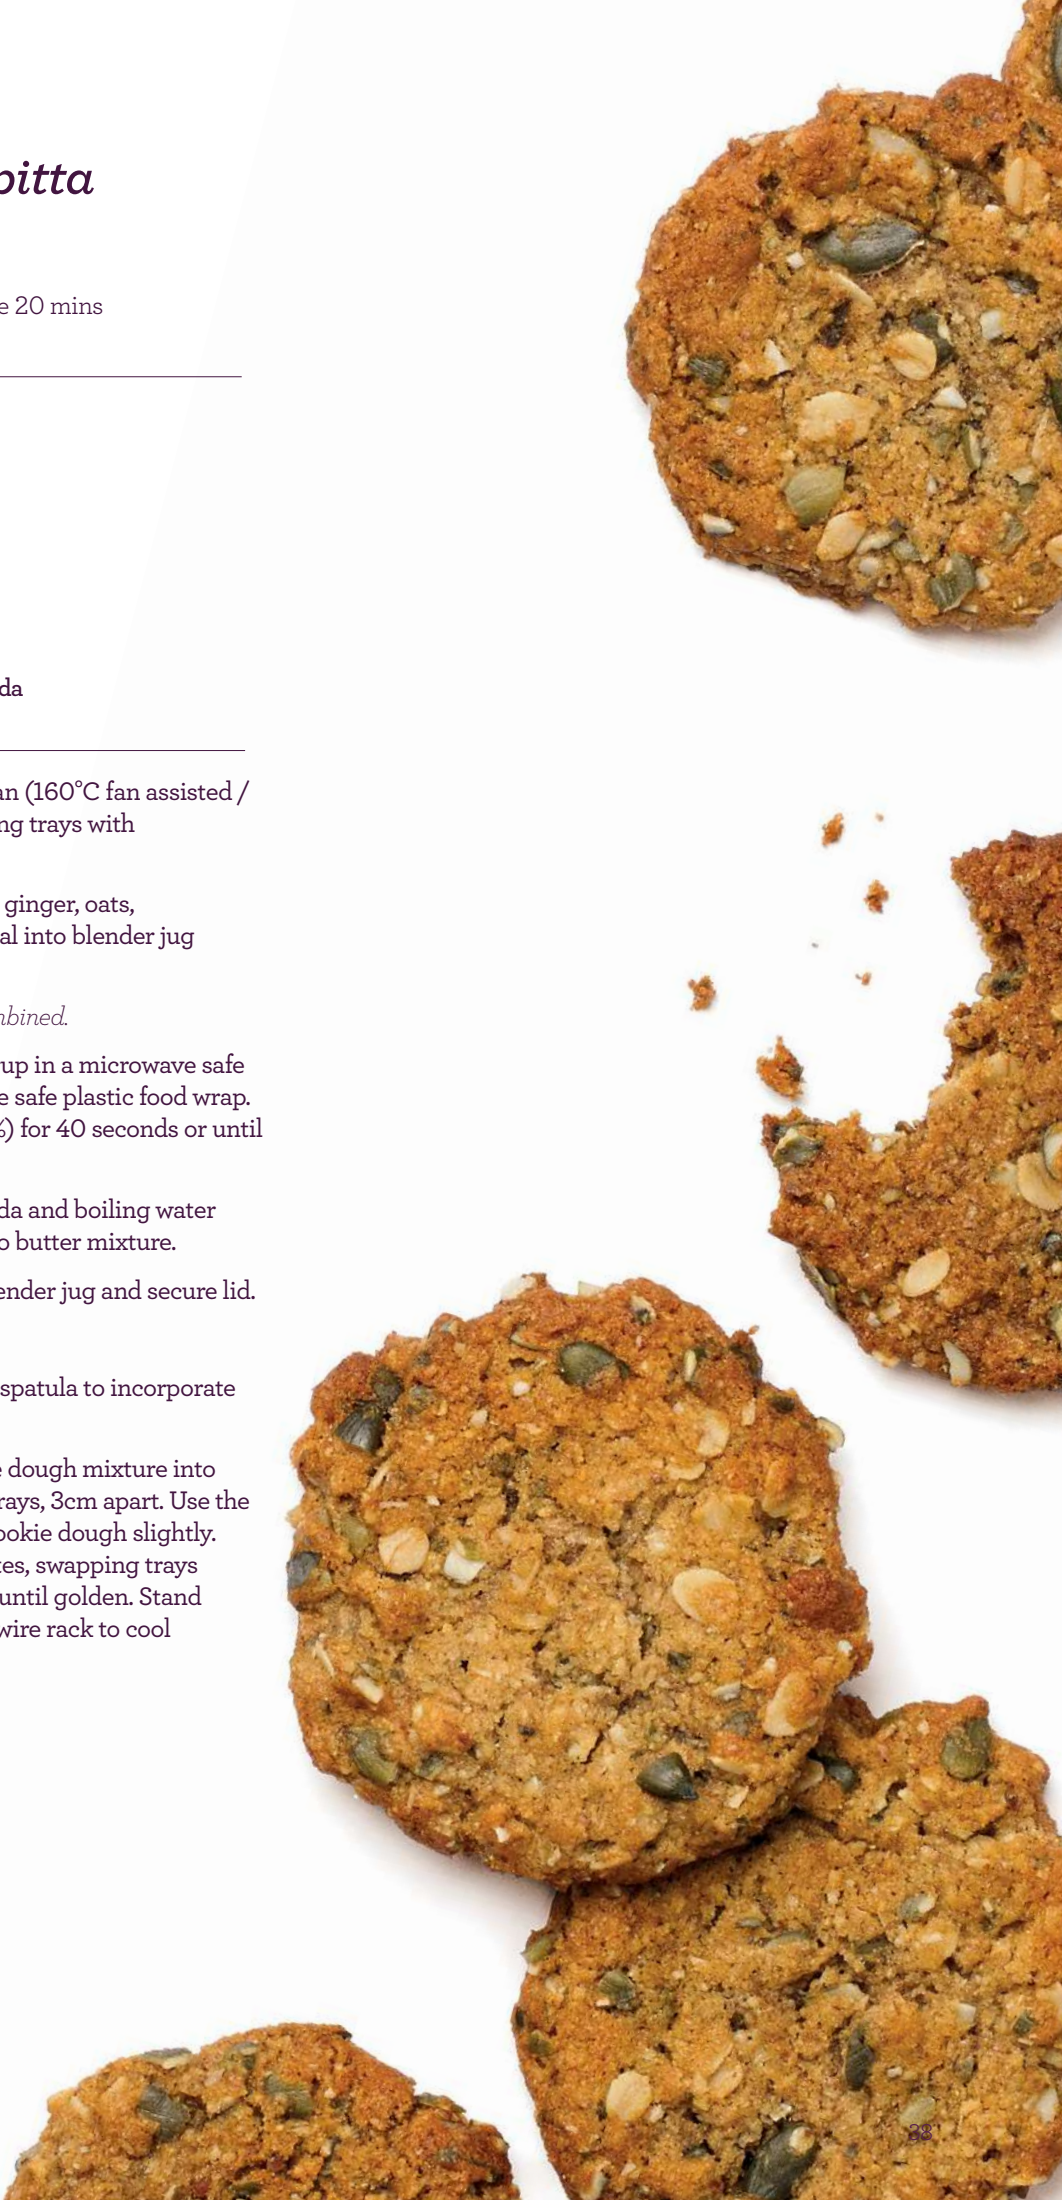 pitta
e 20 mins
da
an (160°C fan assisted /
ng trays with
ginger, oats,
al into blender jug
nbined.
up in a microwave safe
e safe plastic food wrap.
%) for 40 seconds or until
da and boiling water
o butter mixture.
ender jug and secure lid.
spatula to incorporate
e dough mixture into
rays, 3cm apart. Use the
ookie dough slightly.
tes, swapping trays
until golden. Stand
wire rack to cool
38